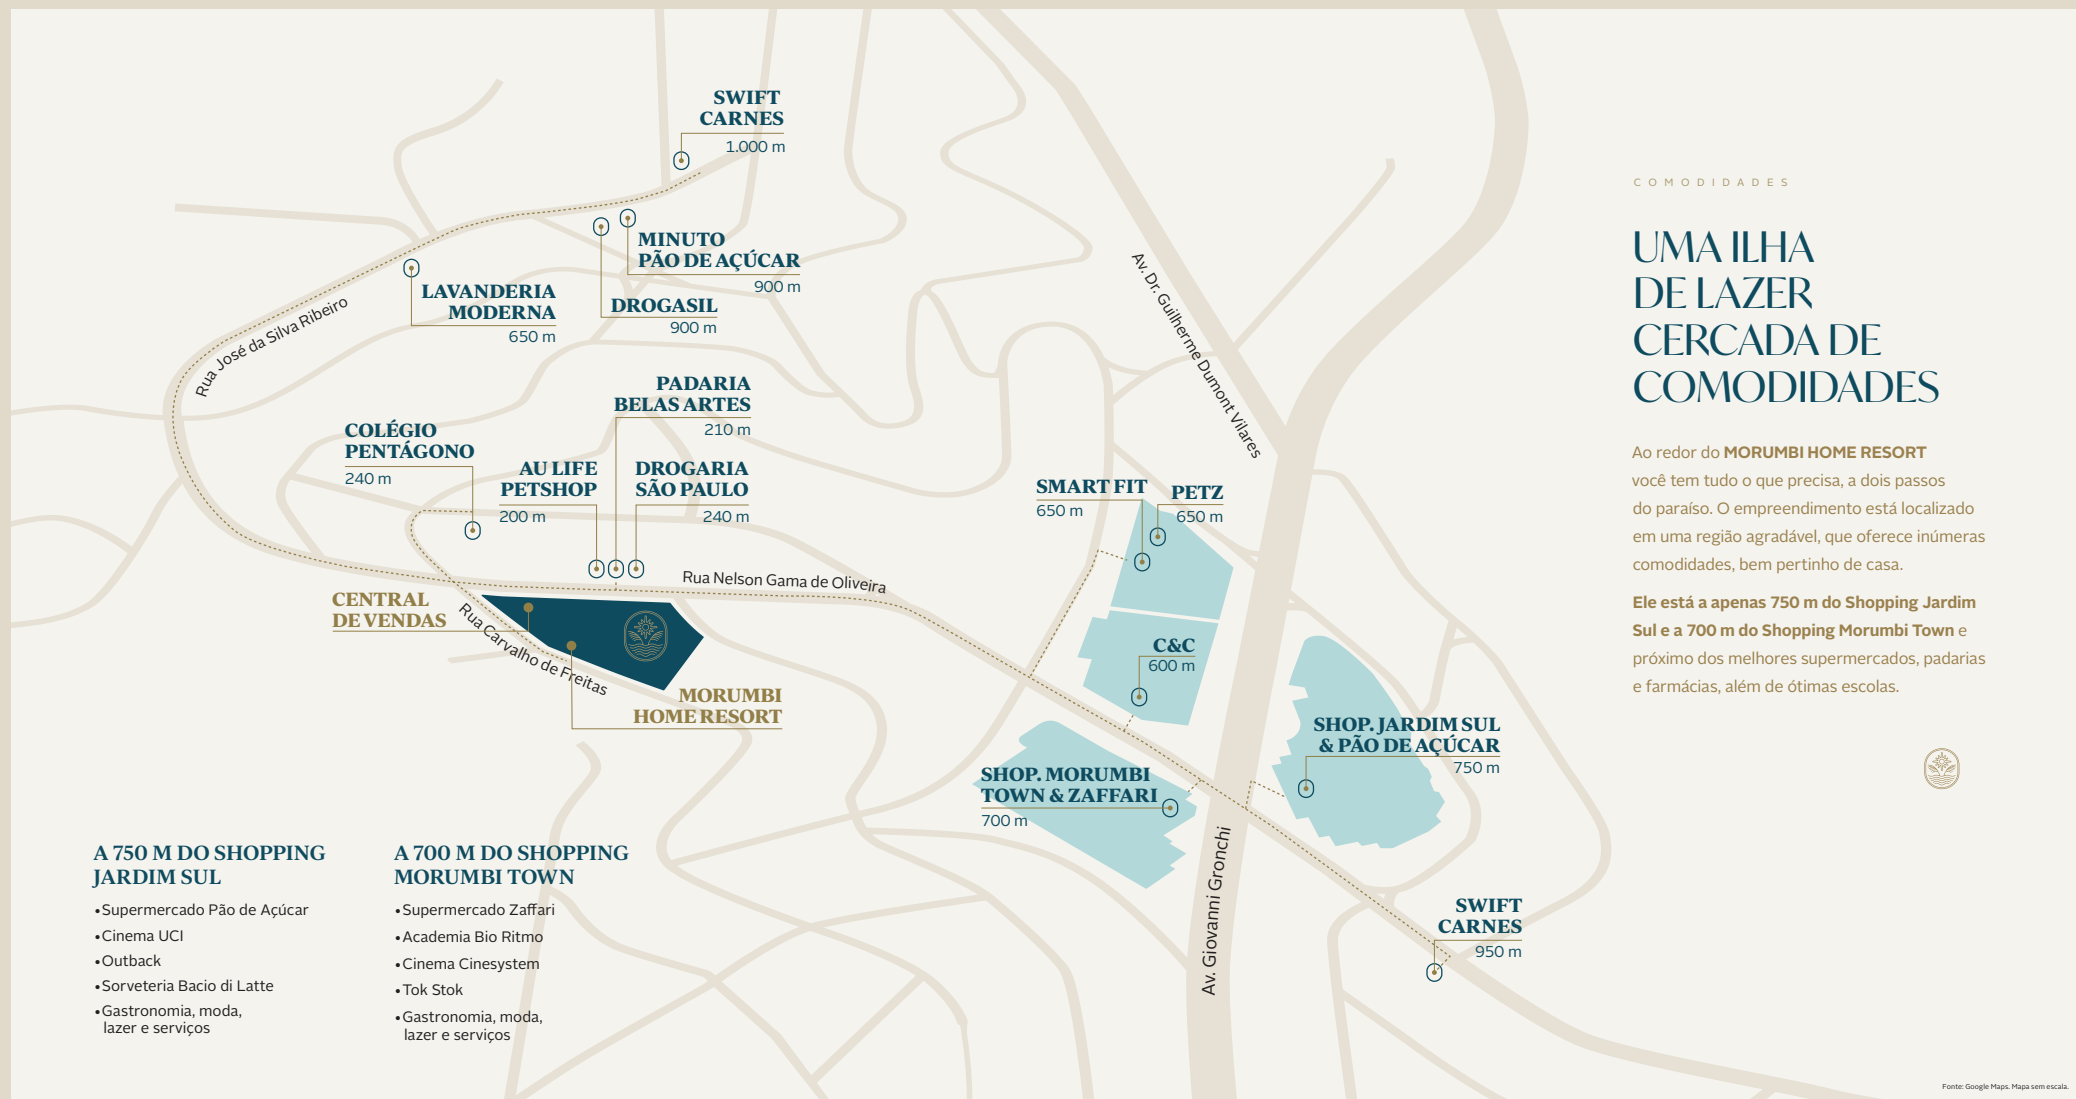 SWIFT
CARNES
1.000 m
MINUTO
PÃO DE AÇÚCAR
900 m
LAVANDERIA
MODERNA
650 m
DROGASIL
900 m
Rua José da Silva Ribeiro
Av. Dr. Guilherme Dumont Vilares
PADARIA
BELAS ARTES
210 m
COLÉGIO
PENTÁGONO
240 m
AU LIFE
PETSHOP
200 m
DROGARIA
SÃO PAULO
240 m
SMART FIT
650 m
PETZ
650 m
Rua Nelson Gama de Oliveira
CENTRAL
DE VENDAS
Rua Carvalho de Freitas
MORUMBI
HOME RESORT
C&C
600 m
SHOP. JARDIM SUL
& PÃO DE AÇÚCAR
750 m
SHOP. MORUMBI
TOWN & ZAFFARI
700 m
Av. Giovanni Gronchi
SWIFT
CARNES
950 m
A 750 M DO SHOPPING
JARDIM SUL
•Supermercado Pão de Açúcar
•Cinema UCI
•Outback
•Sorveteria Bacio di Latte
•Gastronomia, moda,
lazer e serviços
A 700 M DO SHOPPING
MORUMBI TOWN
•Supermercado Zaffari
•Academia Bio Ritmo
•Cinema Cinesystem
•Tok Stok
•Gastronomia, moda,
lazer e serviços
COMODIDADES
UMA ILHA
DE LAZER
CERCADA DE
COMODIDADES
Ao redor do MORUMBI HOME RESORT
você tem tudo o que precisa, a dois passos
do paraíso. O empreendimento está localizado
em uma região agradável, que oferece inúmeras
comodidades, bem pertinho de casa.
Ele está a apenas 750 m do Shopping Jardim
Sul e a 700 m do Shopping Morumbi Town e
próximo dos melhores supermercados, padarias
e farmácias, além de ótimas escolas.
Fonte: Google Maps. Mapa sem escala.